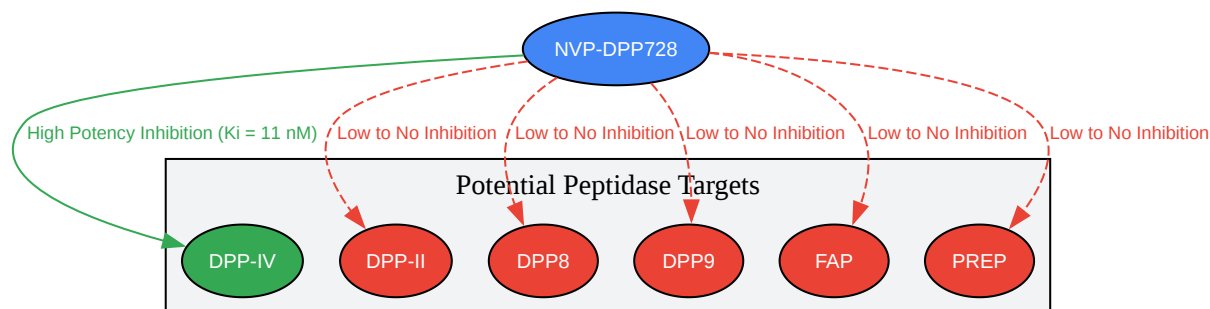 NVP-DPP728
High Potency Inhibition (Ki = 11 nM)
Low to No Inhibition
Low to No Inhibition
Low to No Inhibition
Low to No Inhibition
Low to No Inhibition
Potential Peptidase Targets
DPP-IV
DPP-II
DPP8
DPP9
FAP
PREP